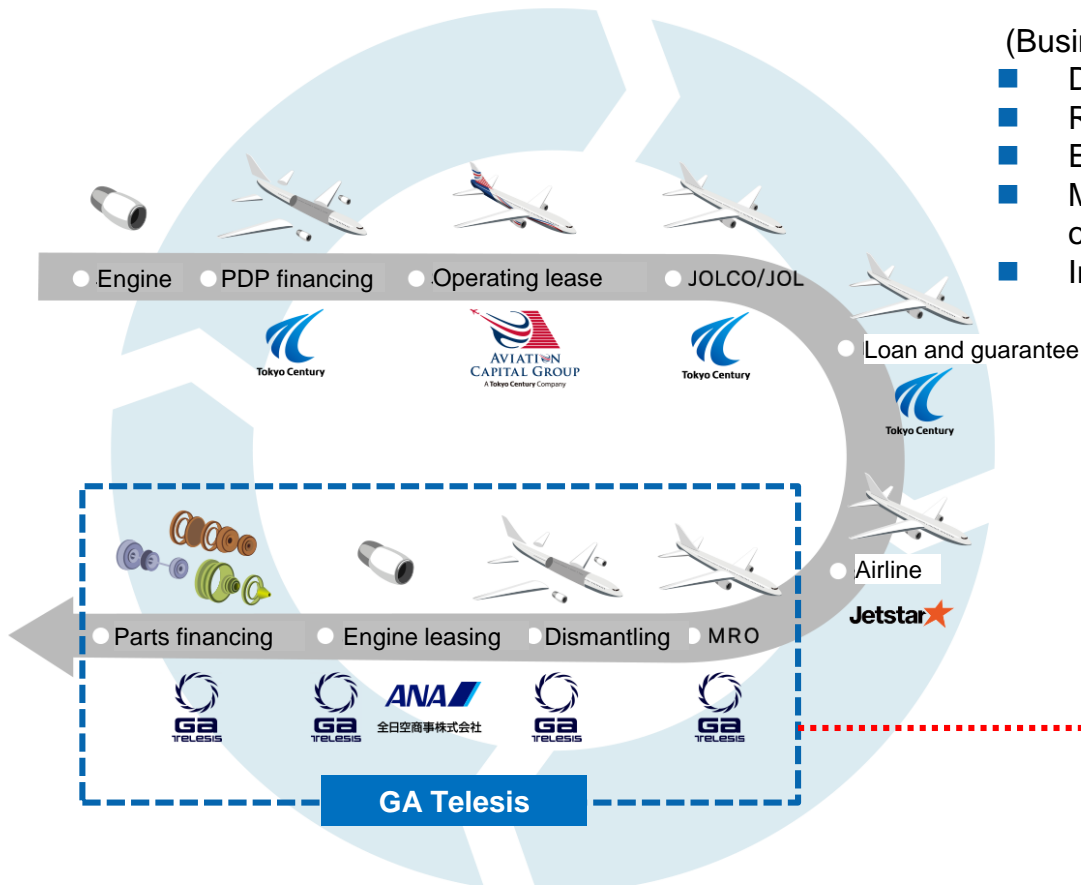 (Busin
D
R
E
M
o
In
Engine
PDP financing
Operating lease
JOLCO/JOL
Tokyo Century
AVIATION
CAPITAL GROUP
A Tokyo Century Company
Tokyo Century
Loan and guarantee
Tokyo Century
Airline
Jetstar
Parts financing
Engine leasing
Dismantling
MRO
Ga
TELESIS
Ga
TELESIS
ANA
全日空商事株式会社
Ga
TELESIS
Ga
TELESIS
GA Telesis